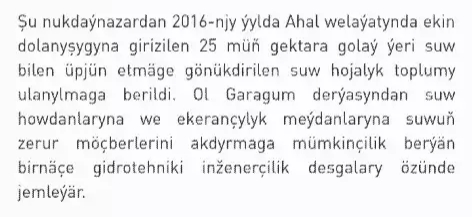 Şu nukdaýnazardan 2016-njy ýylda Ahal welaýatynda ekin
dolanyşygyna girizilen 25 müň gektara golaý ýeri suw
bilen üpjün etmäge gönükdirilen suw hojalyk toplumy
ulanylmaga berildi. Ol Garagum derýasyndan suw
howdanlaryna we ekerançylyk meýdanlaryna suwuň
zerur möçberlerini akdyrmaga mümkinçilik berýän
birnäçe gidrotehniki inženerçilik desgalary özünde
jemleýär.